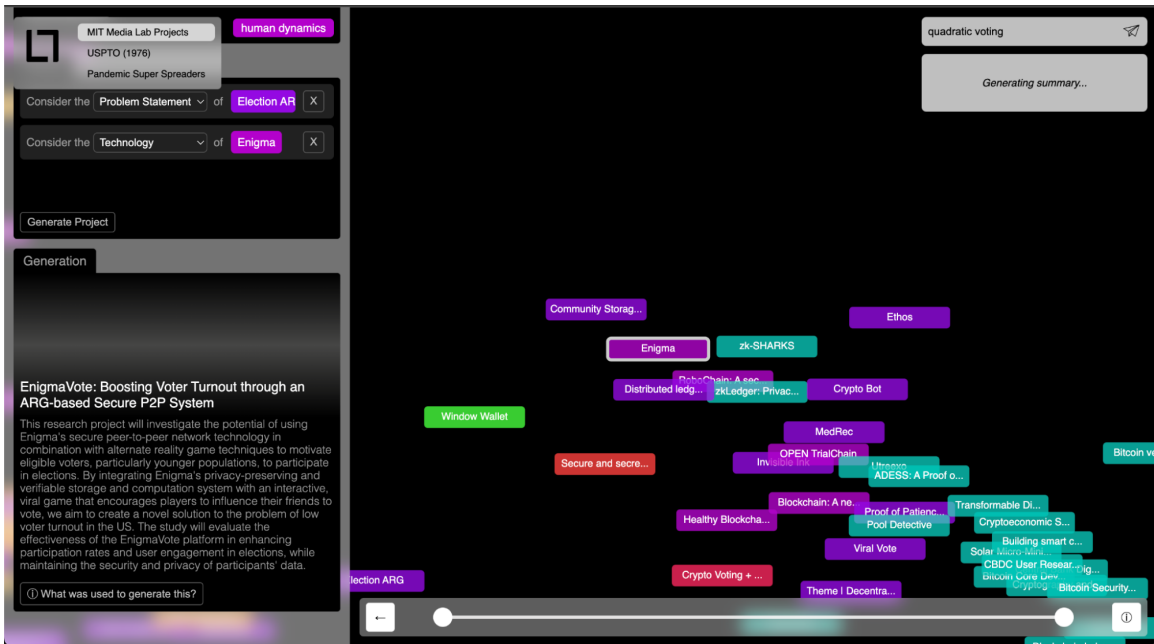 MIT Media Lab Projects
USPTO (1976)
Pandemic Super Spreaders
human dynamics
Consider the Problem Statement of Election AR X
Consider the Technology of Enigma X
Generate Project
Generation
EnigmaVote: Boosting Voter Turnout through an
ARG-based Secure P2P System
This research project will investigate the potential of using
Enigma's secure peer-to-peer network technology in
combination with alternate reality game techniques to motivate
eligible voters, particularly younger populations, to participate
in elections. By integrating Enigma's privacy-preserving and
verifiable storage and computation system with an interactive,
viral game that encourages players to influence their friends to
vote, we aim to create a novel solution to the problem of low
voter turnout in the US. The study will evaluate the
effectiveness of the EnigmaVote platform in enhancing
participation rates and user engagement in elections, while
maintaining the security and privacy of participants' data.
What was used to generate this?
quadratic voting
Generating summary...
Community Storag...
Ethos
Enigma
zk-SHARKS
RoboChain: A sec...
Distributed ledg...
zkLedger: Privac...
Crypto Bot
Window Wallet
MedRec
OPEN TrialChain
Invisible Ink
Bitcoin ve
Secure and secre...
Utreexo
ADESS: A Proof o...
Blockchain: A ne...
Transformable Di...
Proof of Patienc...
Healthy Blockcha...
Pool Detective
Cryptoeconomic S...
Building smart c...
Viral Vote
Solar Micro-Mini...
CBDC User Resear...
Dig...
Crypto Voting + ...
Bitcoin Core Dev...
lection ARG
Bitcoin Security...
Theme I Decentra...